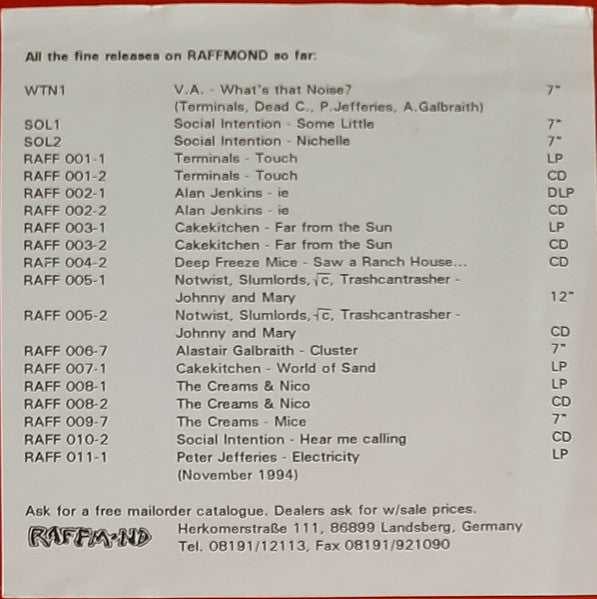 All the fine releases on RAFFMOND so far:
WTN1 V.A. - What's that Noise? 7"
(Terminals, Dead C., P.Jefferies, A.Galbraith)
SOL1 Social Intention - Some Little 7"
SOL2 Social Intention - Nichelle 7"
RAFF 001-1 Terminals - Touch LP
RAFF 001-2 Terminals - Touch CD
RAFF 002-1 Alan Jenkins - ie DLP
RAFF 002-2 Alan Jenkins - ie CD
RAFF 003-1 Cakekitchen - Far from the Sun LP
RAFF 003-2 Cakekitchen - Far from the Sun CD
RAFF 004-2 Deep Freeze Mice - Saw a Ranch House... CD
RAFF 005-1 Notwist, Slumlords, √c, Trashcantrasher -
Johnny and Mary 12"
RAFF 005-2 Notwist, Slumlords, √c, Trashcantrasher -
Johnny and Mary CD
RAFF 006-7 Alastair Galbraith - Cluster 7"
RAFF 007-1 Cakekitchen - World of Sand LP
RAFF 008-1 The Creams & Nico LP
RAFF 008-2 The Creams & Nico CD
RAFF 009-7 The Creams - Mice 7"
RAFF 010-2 Social Intention - Hear me calling CD
RAFF 011-1 Peter Jefferies - Electricity LP
(November 1994)
Ask for a free mailorder catalogue. Dealers ask for w/sale prices.
RAFFMOND Herkomerstraße 111, 86899 Landsberg, Germany
Tel. 08191/12113, Fax 08191/921090